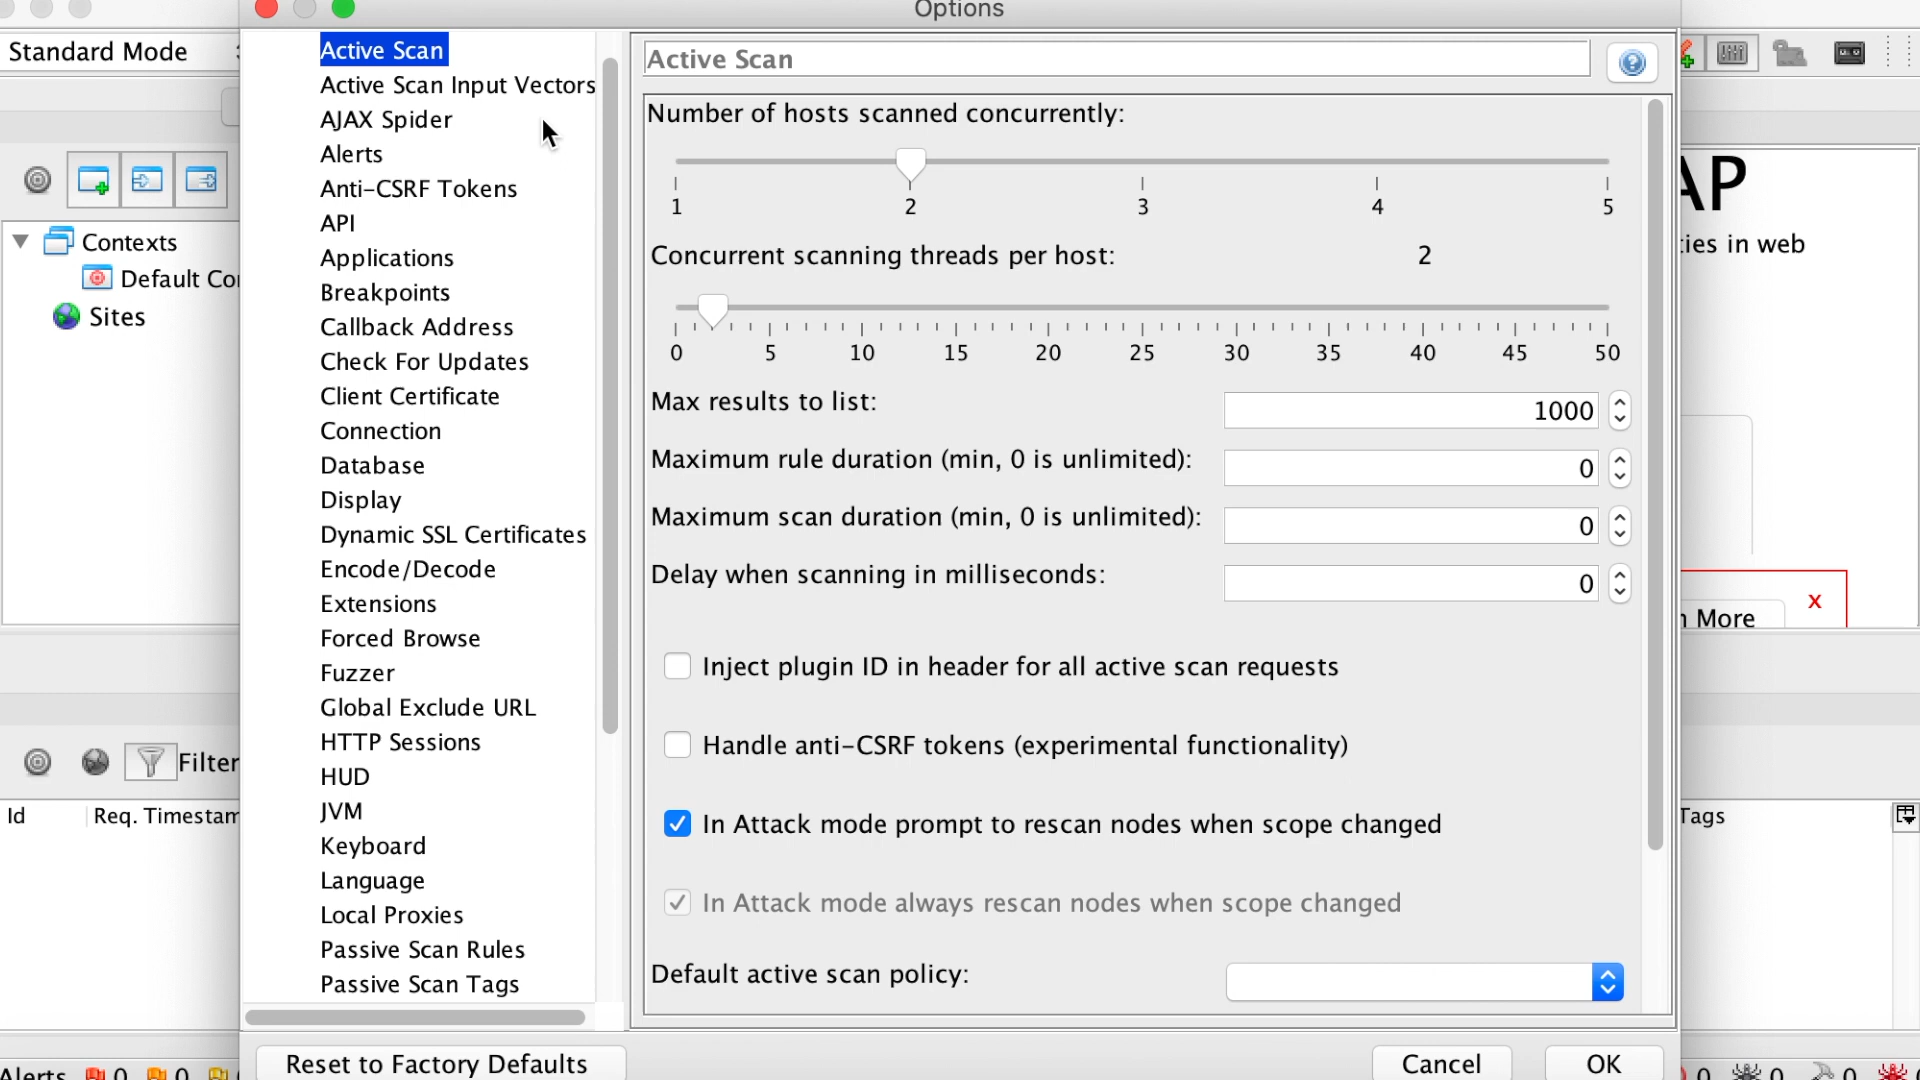 Options
Standard Mode
Active Scan
Active Scan Input Vectors
AJAX Spider
Alerts
Anti-CSRF Tokens
API
Applications
Breakpoints
Callback Address
Check For Updates
Client Certificate
Connection
Database
Display
Dynamic SSL Certificates
Encode/Decode
Extensions
Forced Browse
Fuzzer
Global Exclude URL
HTTP Sessions
HUD
JVM
Keyboard
Language
Local Proxies
Passive Scan Rules
Passive Scan Tags
Contexts
Default
Sites
Filter
Id Req.
Active Scan
Number of hosts scanned concurrently:
1 2 3 4 5
Concurrent scanning threads per host: 2
0 5 10 15 20 25 30 35 40 45 50
Max results to list: 1000
Maximum rule duration (min, 0 is unlimited): 0
Maximum scan duration (min, 0 is unlimited): 0
Delay when scanning in milliseconds: 0
Inject plugin ID in header for all active scan requests
Handle anti-CSRF tokens (experimental functionality)
In Attack mode prompt to rescan nodes when scope changed
In Attack mode always rescan nodes when scope changed
Default active scan policy:
Reset to Factory Defaults
Cancel
OK
AP
ies in web
More
x
Tags
Alerts 0 0
0 0 0